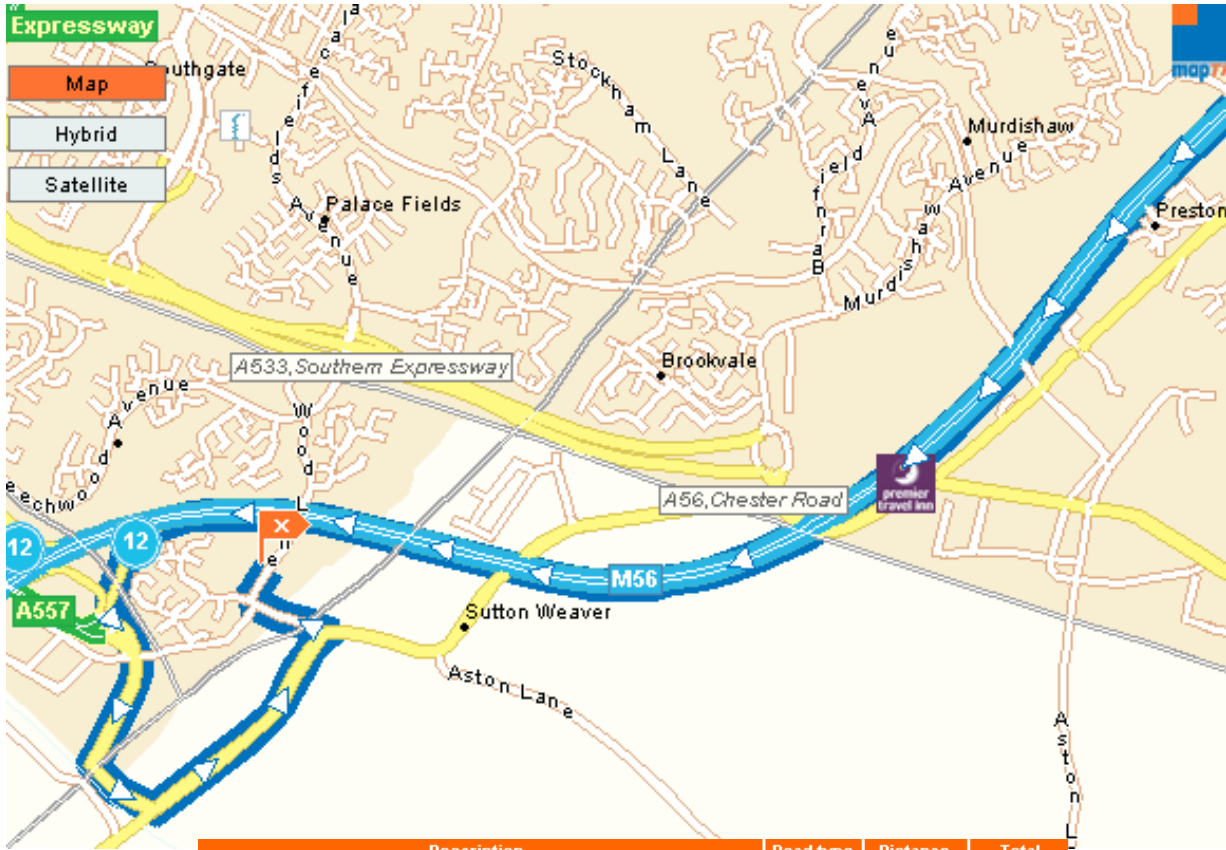 Expressway
Map
Southgate
Hybrid
Satellite
Palace Fields
Palacefields Avenue
Stockham Lane
Barnfield Avenue
Murdishaw
Murdishaw Avenue
Preston
A533,Southern Expressway
Brookvale
Beechwood Avenue
Wood Lane
A56,Chester Road
premier
travel inn
12
12
X
M56
A557
Sutton Weaver
Aston Lane
Aston L
Description
Road type
Distance
Total